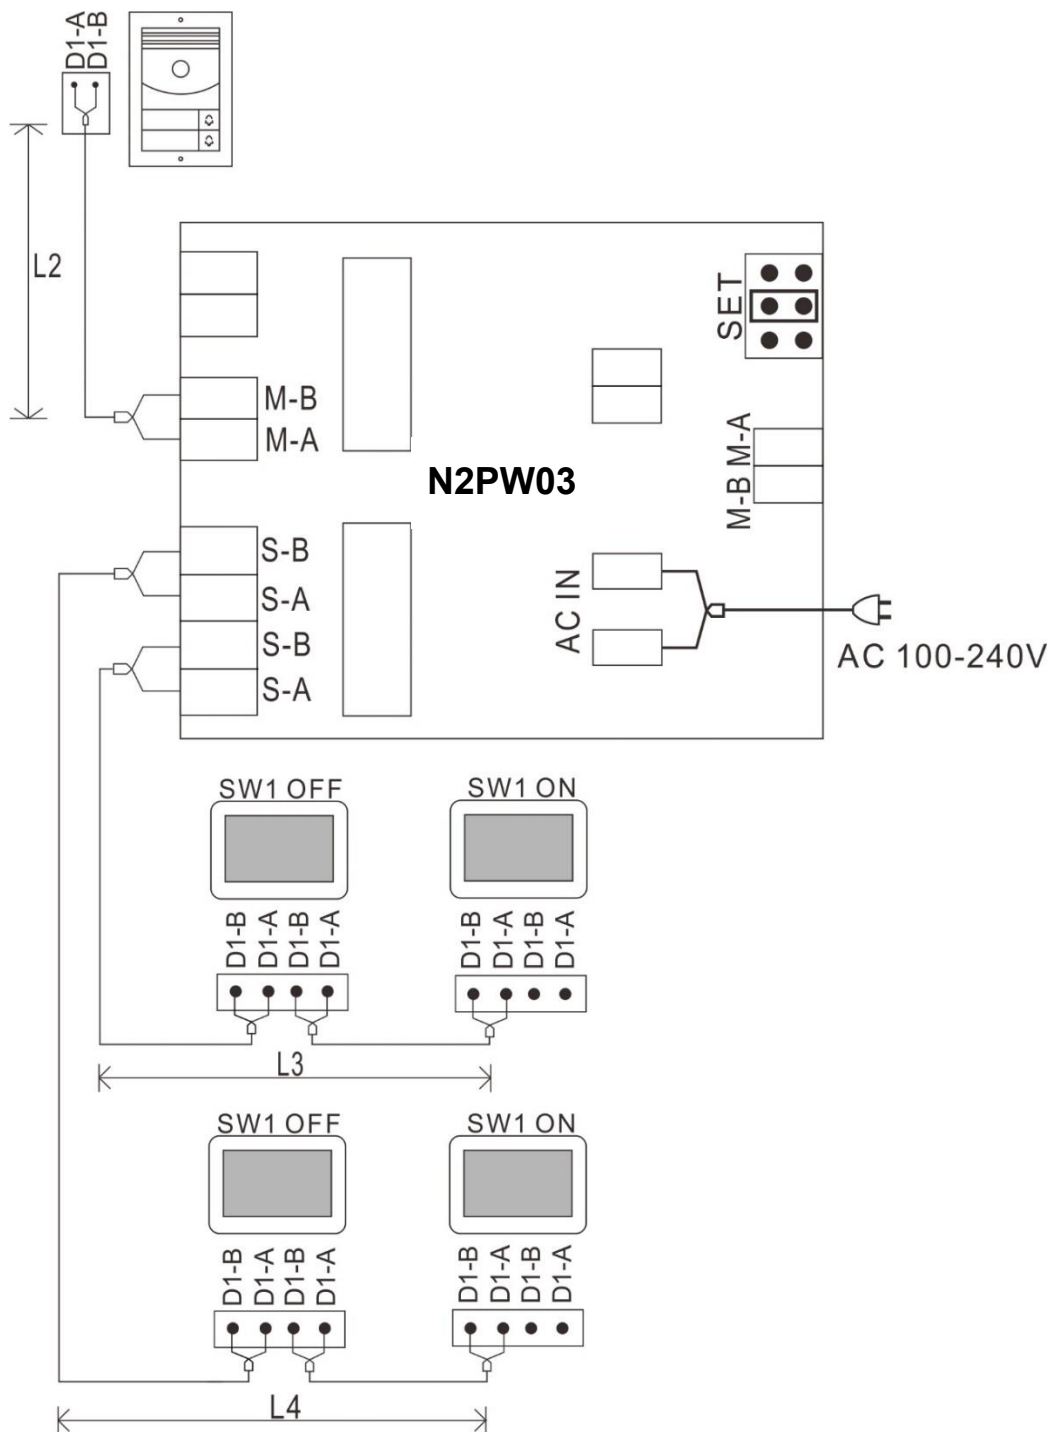 D1-A
D1-B
L2
M-B
M-A
SET
N2PW03
M-A
M-B
S-B
S-A
S-B
S-A
AC IN
AC 100-240V
SW1 OFF
SW1 ON
D1-B D1-A D1-B D1-A
D1-B D1-A D1-B D1-A
L3
SW1 OFF
SW1 ON
D1-B D1-A D1-B D1-A
D1-B D1-A D1-B D1-A
L4